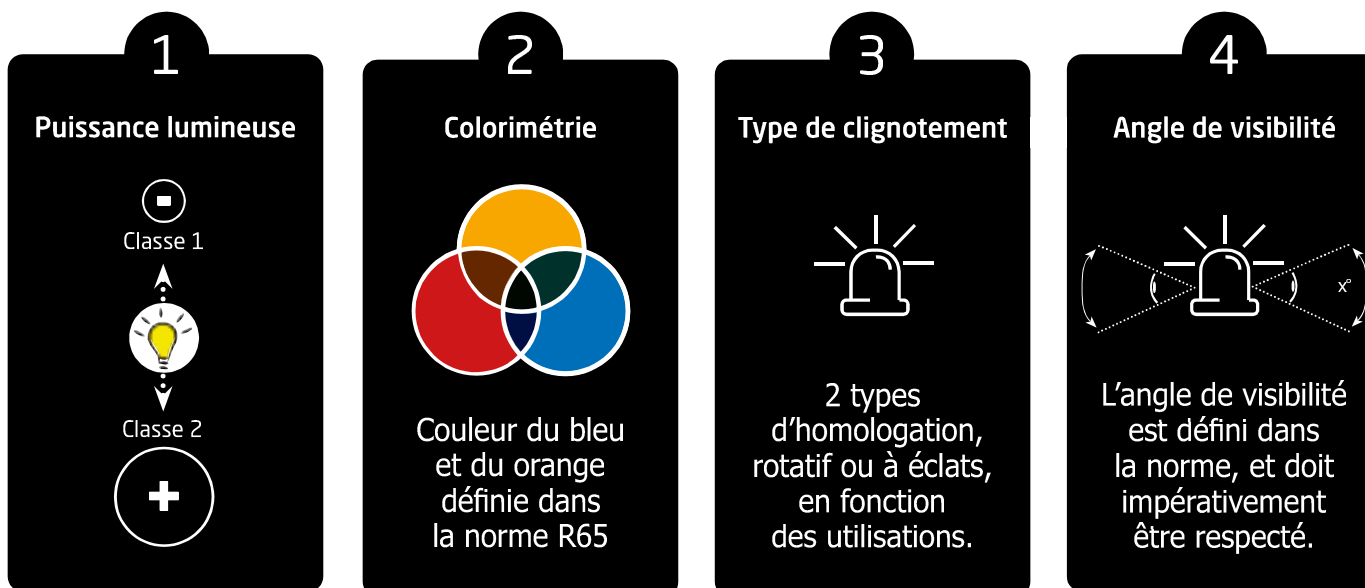 1
Puissance lumineuse
-
Classe 1
Classe 2
+
2
Colorimétrie
Couleur du bleu
et du orange
définie dans
la norme R65
3
Type de clignotement
2 types
d'homologation,
rotatif ou à éclats,
en fonction
des utilisations.
4
Angle de visibilité
x°
L'angle de visibilité
est défini dans
la norme, et doit
impérativement
être respecté.